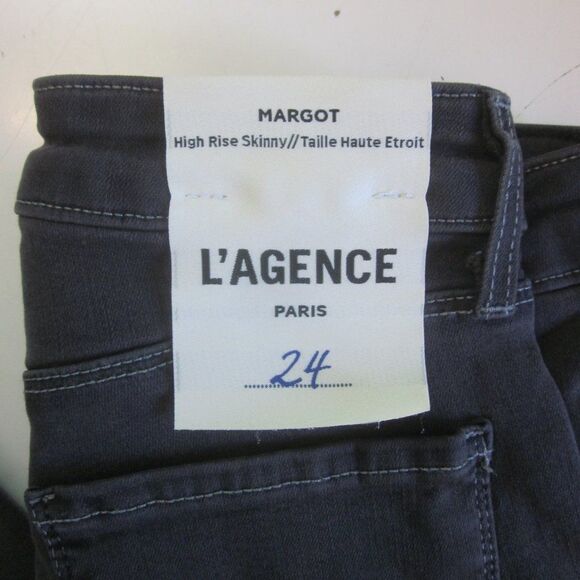 MARGOT
High Rise Skinny//Taille Haute Etroit
L'AGENCE
PARIS
24